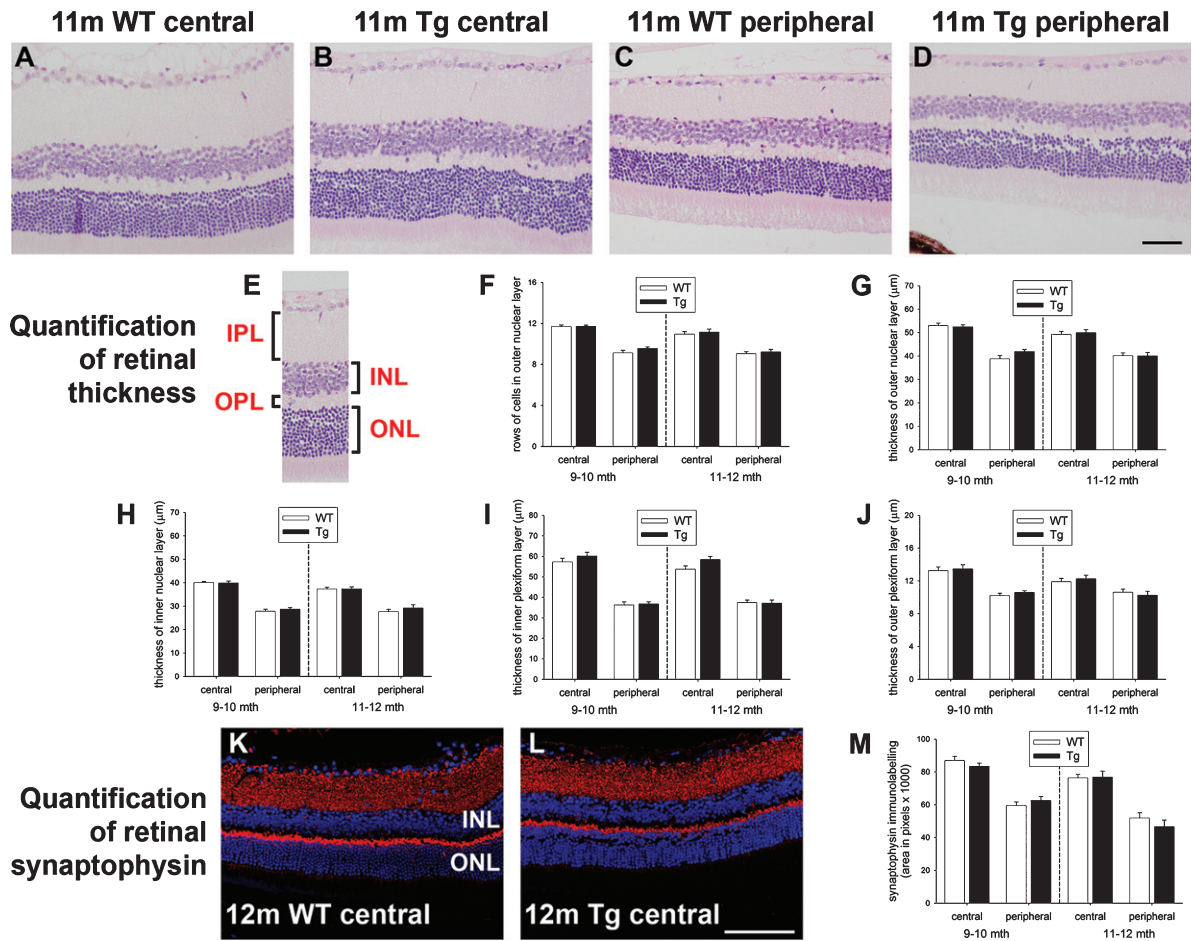 11m WT central
11m Tg central
11m WT peripheral
11m Tg peripheral
A
B
C
D
Quantification
of retinal
thickness
E
IPL
INL
OPL
ONL
F
WT
Tg
rows of cells in outer nuclear layer
16
12
8
4
0
central
peripheral
central
peripheral
9-10 mth
11-12 mth
G
WT
Tg
thickness of outer nuclear layer (μm)
70
60
50
40
30
20
10
0
central
peripheral
central
peripheral
9-10 mth
11-12 mth
H
WT
Tg
thickness of inner nuclear layer (μm)
70
60
50
40
30
20
10
0
central
peripheral
central
peripheral
9-10 mth
11-12 mth
I
WT
Tg
thickness of inner plexiform layer (μm)
80
70
60
50
40
30
20
10
0
central
peripheral
central
peripheral
9-10 mth
11-12 mth
J
WT
Tg
thickness of outer plexiform layer (μm)
20
16
12
8
4
0
central
peripheral
central
peripheral
9-10 mth
11-12 mth
Quantification
of retinal
synaptophysin
K
INL
ONL
12m WT central
L
12m Tg central
M
WT
Tg
synaptophysin immunolabelling
(area in pixels x 1000)
100
80
60
40
20
0
central
peripheral
central
peripheral
9-10 mth
11-12 mth